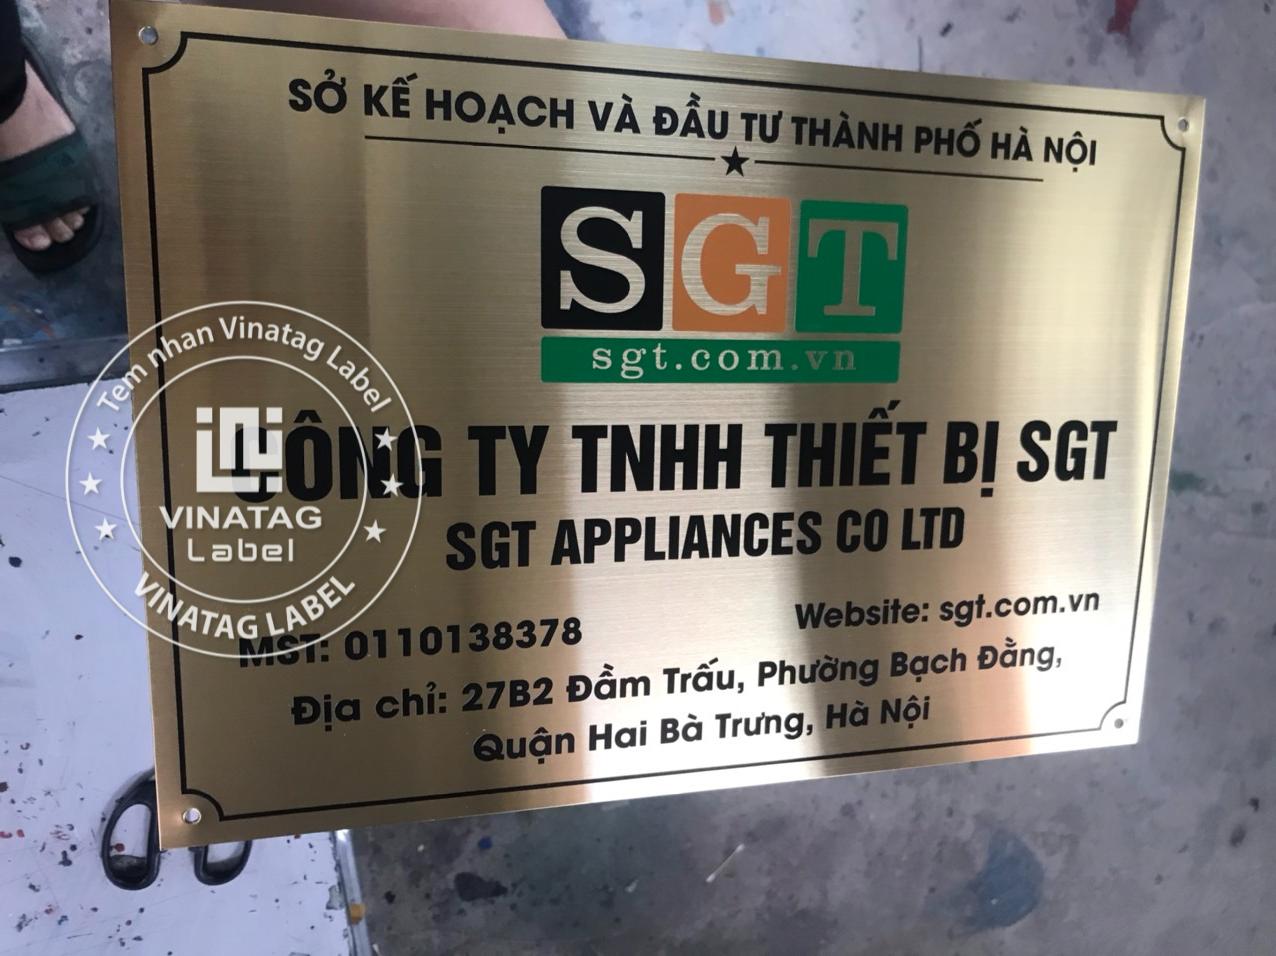 SỞ KẾ HOẠCH VÀ ĐẦU TƯ THÀNH PHỐ HÀ NỘI
SGT
sgt.com.vn
CÔNG TY TNHH THIẾT BỊ SGT
SGT APPLIANCES CO LTD
MST: 0110138378
Website: sgt.com.vn
Địa chỉ: 27B2 Đầm Trấu, Phường Bạch Đằng,
Quận Hai Bà Trưng, Hà Nội
Tem nhan Vinatag Label
VINATAG
Label
VINATAG LABEL